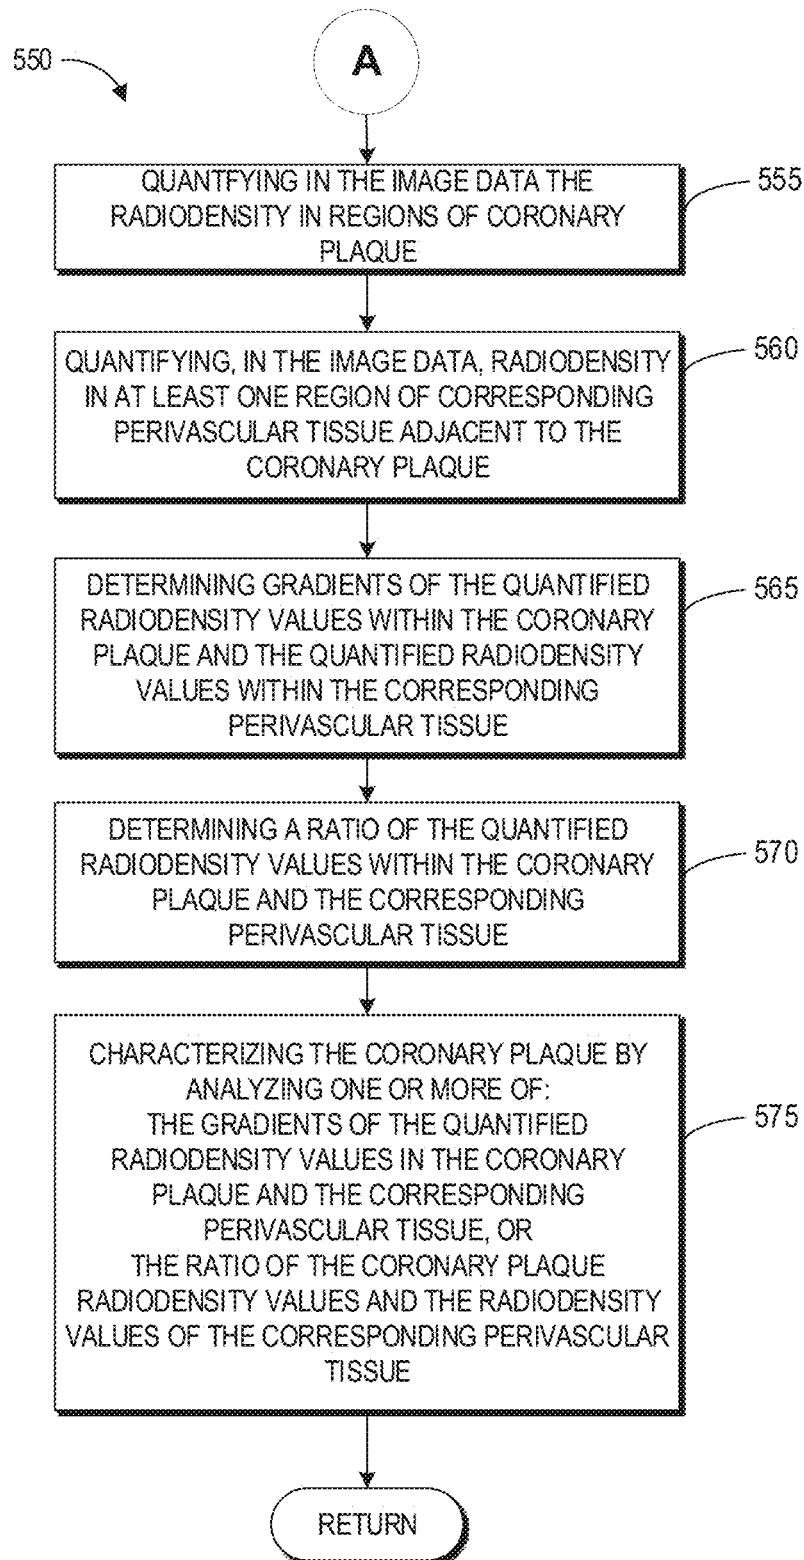 A
550
QUANTFYING IN THE IMAGE DATA THE
RADIODENSITY IN REGIONS OF CORONARY
PLAQUE
555
QUANTIFYING, IN THE IMAGE DATA, RADIODENSITY
IN AT LEAST ONE REGION OF CORRESPONDING
PERIVASCULAR TISSUE ADJACENT TO THE
CORONARY PLAQUE
560
DETERMINING GRADIENTS OF THE QUANTIFIED
RADIODENSITY VALUES WITHIN THE CORONARY
PLAQUE AND THE QUANTIFIED RADIODENSITY
VALUES WITHIN THE CORRESPONDING
PERIVASCULAR TISSUE
565
DETERMINING A RATIO OF THE QUANTIFIED
RADIODENSITY VALUES WITHIN THE CORONARY
PLAQUE AND THE CORRESPONDING
PERIVASCULAR TISSUE
570
CHARACTERIZING THE CORONARY PLAQUE BY
ANALYZING ONE OR MORE OF:
THE GRADIENTS OF THE QUANTIFIED
RADIODENSITY VALUES IN THE CORONARY
PLAQUE AND THE CORRESPONDING
PERIVASCULAR TISSUE, OR
THE RATIO OF THE CORONARY PLAQUE
RADIODENSITY VALUES AND THE RADIODENSITY
VALUES OF THE CORRESPONDING PERIVASCULAR
TISSUE
575
RETURN